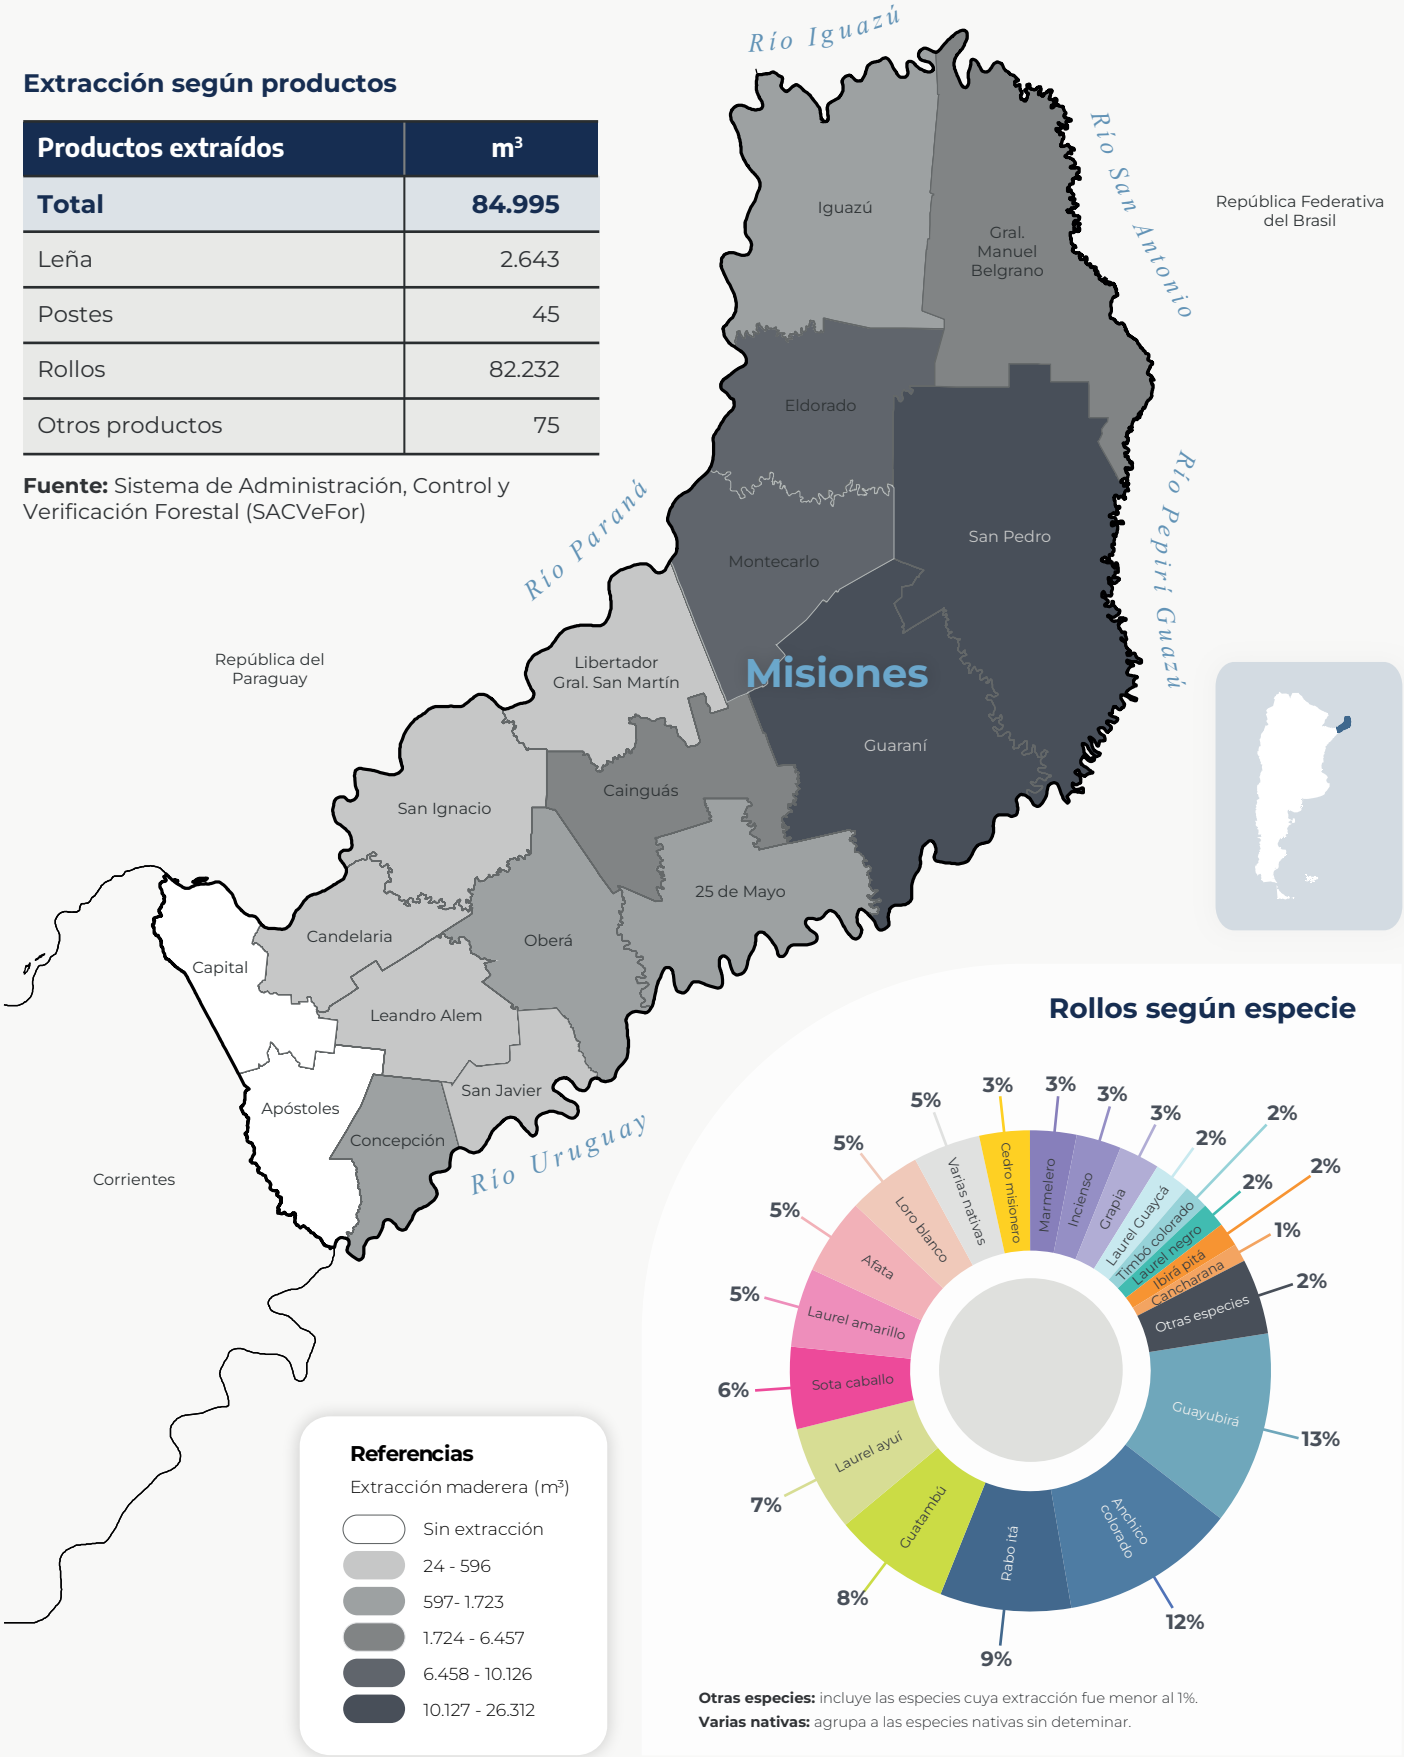 Río Iguazú
Extracción según productos
Productos extraídos m³
Total 84.995
Leña 2.643
Postes 45
Rollos 82.232
Otros productos 75
Fuente: Sistema de Administración, Control y
Verificación Forestal (SACVeFor)
Río San Antonio
República Federativa
del Brasil
Iguazú
Gral.
Manuel
Belgrano
Eldorado
Río Paraná
Río Pepirí Guazú
San Pedro
Montecarlo
República del
Paraguay
Libertador
Gral. San Martín
Misiones
Guaraní
Cainguás
San Ignacio
25 de Mayo
Candelaria
Oberá
Capital
Leandro Alem
San Javier
Apóstoles
Concepción
Río Uruguay
Corrientes
Rollos según especie
3%
Cedro misionero
3%
Marmelero
3%
Incienso
3%
Grapia
2%
Laurel Guaycá
2%
Timbó colorado
2%
Laurel negro
2%
Ibirá pitá
1%
Cancharana
2%
Otras especies
13%
Guayubirá
12%
Anchico
colorado
9%
Rabo itá
8%
Guatambú
7%
Laurel ayuí
6%
Sota caballo
5%
Laurel amarillo
5%
Afata
5%
Loro blanco
5%
Varias nativas
Otras especies: incluye las especies cuya extracción fue menor al 1%.
Varias nativas: agrupa a las especies nativas sin deteminar.
Referencias
Extracción maderera (m³)
Sin extracción
24 - 596
597- 1.723
1.724 - 6.457
6.458 - 10.126
10.127 - 26.312